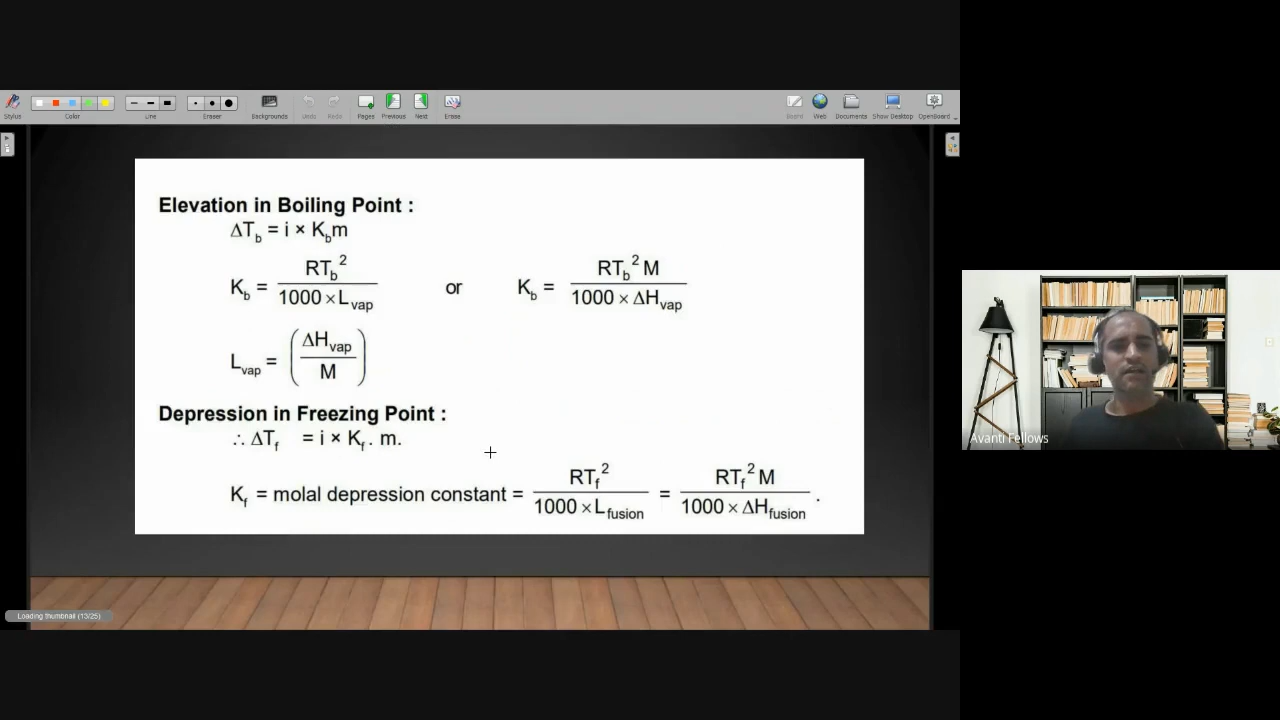 Stylus
Color
Line
Eraser
Backgrounds
Undo
Redo
Pages
Previous
Next
Erase
Board
Web
Documents
Show Desktop
OpenBoard
Elevation in Boiling Point :
ΔT_b = i × K_b m
K_b = RT_b² / 1000 × L_vap or K_b = RT_b² M / 1000 × ΔH_vap
L_vap = (ΔH_vap / M)
Depression in Freezing Point :
∴ ΔT_f = i × K_f . m.
K_f = molal depression constant = RT_f² / 1000 × L_fusion = RT_f² M / 1000 × ΔH_fusion .
Loading thumbnail (13/25)
Avanti Fellows